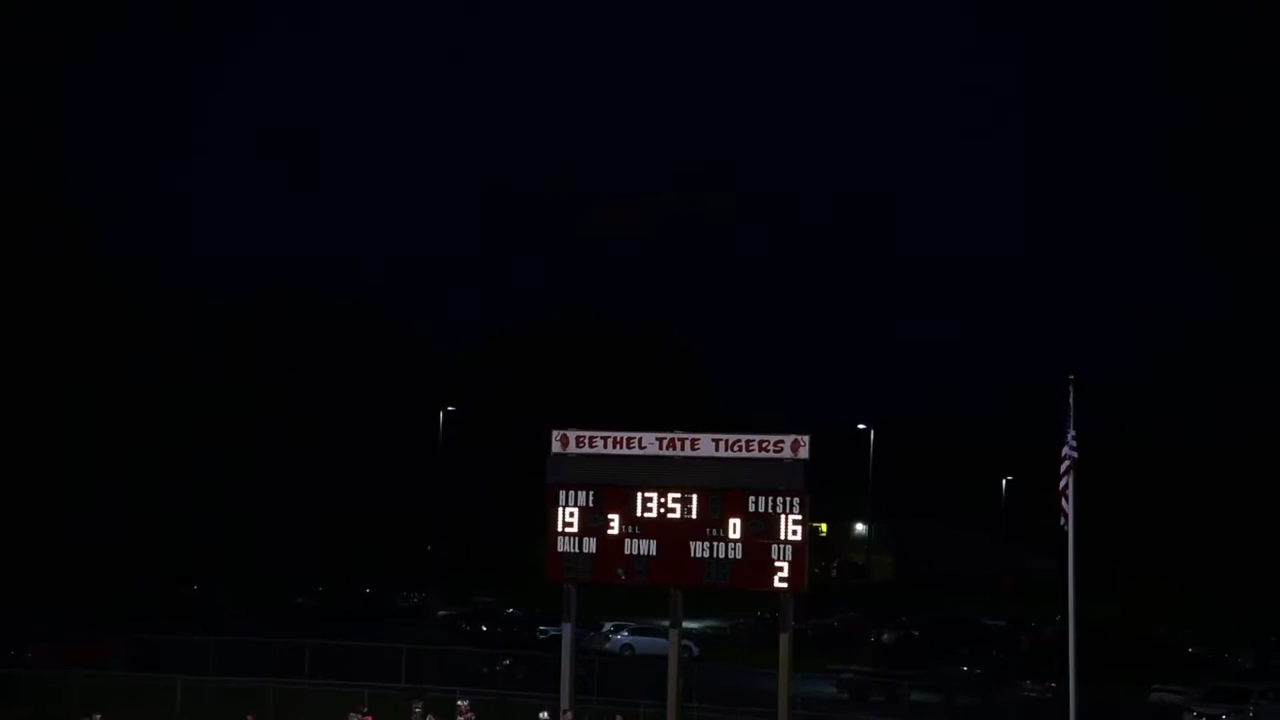 BETHEL-TATE TIGERS
HOME 13:51 GUESTS
19 3 T.O.L. T.O.L. 0 16
BALL ON DOWN YDS TO GO QTR
2